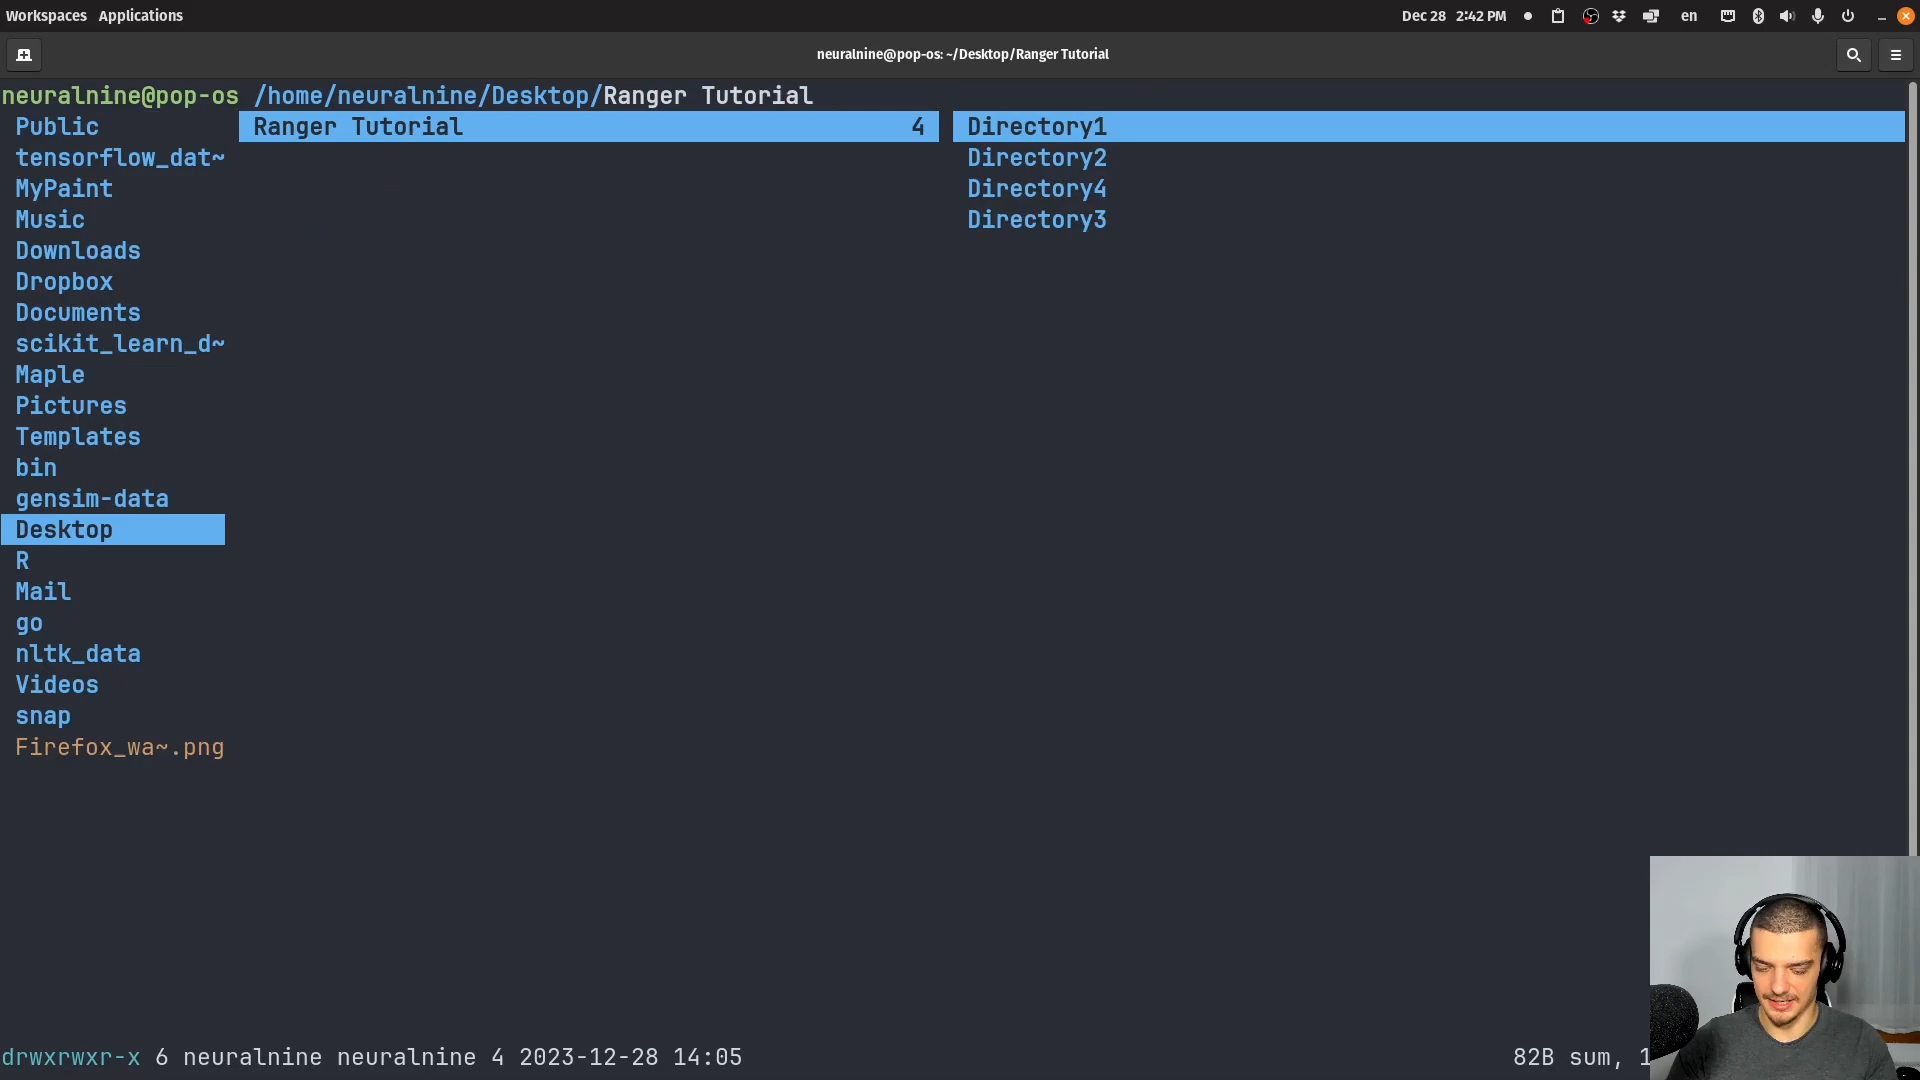 Workspaces Applications
Dec 28 2:42 PM
en
neuralnine@pop-os: ~/Desktop/Ranger Tutorial
neuralnine@pop-os /home/neuralnine/Desktop/Ranger Tutorial
Public
tensorflow_dat~
MyPaint
Music
Downloads
Dropbox
Documents
scikit_learn_d~
Maple
Pictures
Templates
bin
gensim-data
Desktop
R
Mail
go
nltk_data
Videos
snap
Firefox_wa~.png
Ranger Tutorial 4
Directory1
Directory2
Directory4
Directory3
drwxrwxr-x 6 neuralnine neuralnine 4 2023-12-28 14:05
82B sum, 1